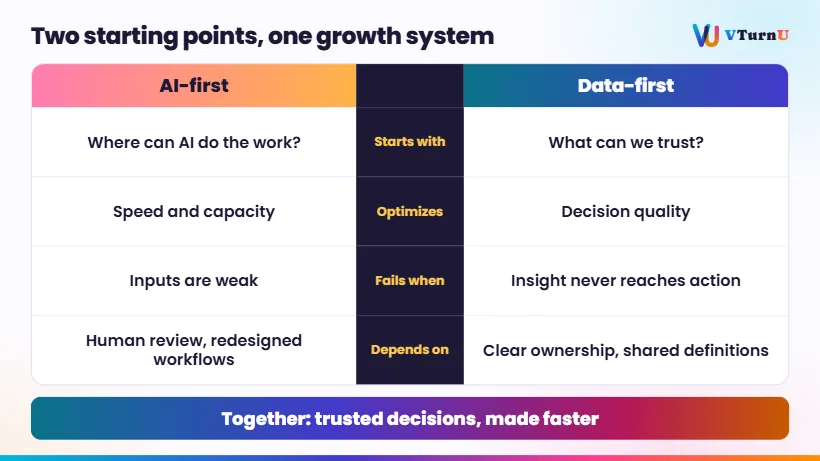 Two starting points, one growth system
VTurnU
AI-first
Data-first
Where can AI do the work?
Starts with
What can we trust?
Speed and capacity
Optimizes
Decision quality
Inputs are weak
Fails when
Insight never reaches action
Human review, redesigned
workflows
Depends on
Clear ownership, shared definitions
Together: trusted decisions, made faster